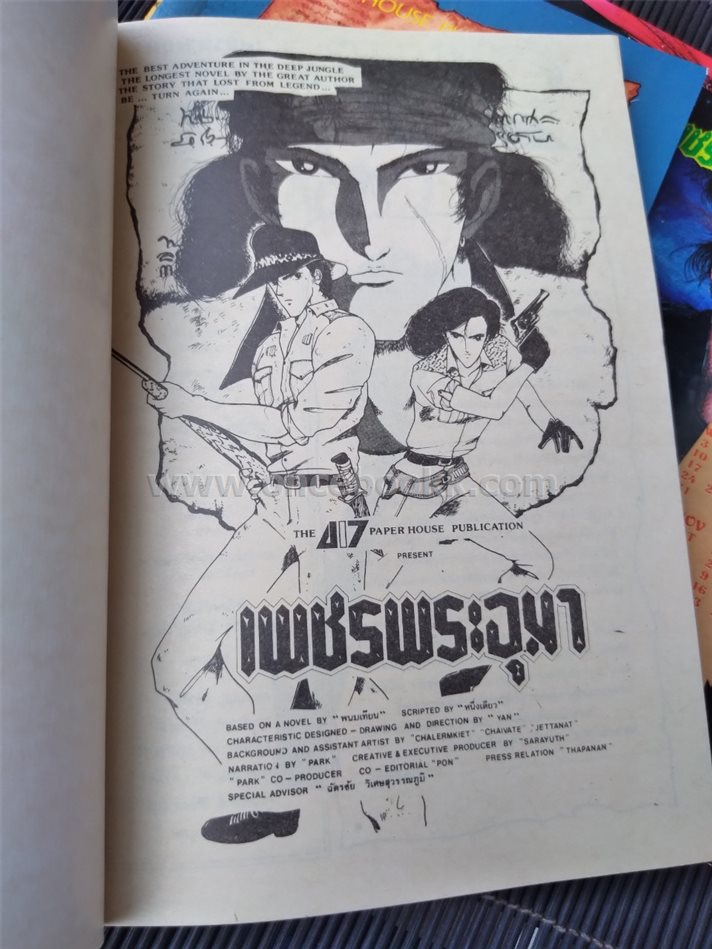 THE BEST ADVENTURE IN THE DEEP JUNGLE
THE LONGEST NOVEL BY THE GREAT AUTHOR
THE STORY THAT LOST FROM LEGEND...
BE ... TURN AGAIN...
THE PAPER HOUSE PUBLICATION
PRESENT
เพชรพระอุมา
BASED ON A NOVEL BY "พนมเทียน" SCRIPTED BY "หนึ่งเดียว"
CHARACTERISTIC DESIGNED – DRAWING AND DIRECTION BY "YAN"
BACKGROUND AND ASSISTANT ARTIST BY "CHALERMKIET" "CHAIVATE" "JETTANAT"
NARRATION BY "PARK" CREATIVE & EXECUTIVE PRODUCER BY "SARAYUTH"
"PARK" CO – PRODUCER CO – EDITORIAL "PON" PRESS RELATION "THAPANAN"
SPECIAL ADVISOR " ฉัตรชัย วิเศษสุวรรณภูมิ"